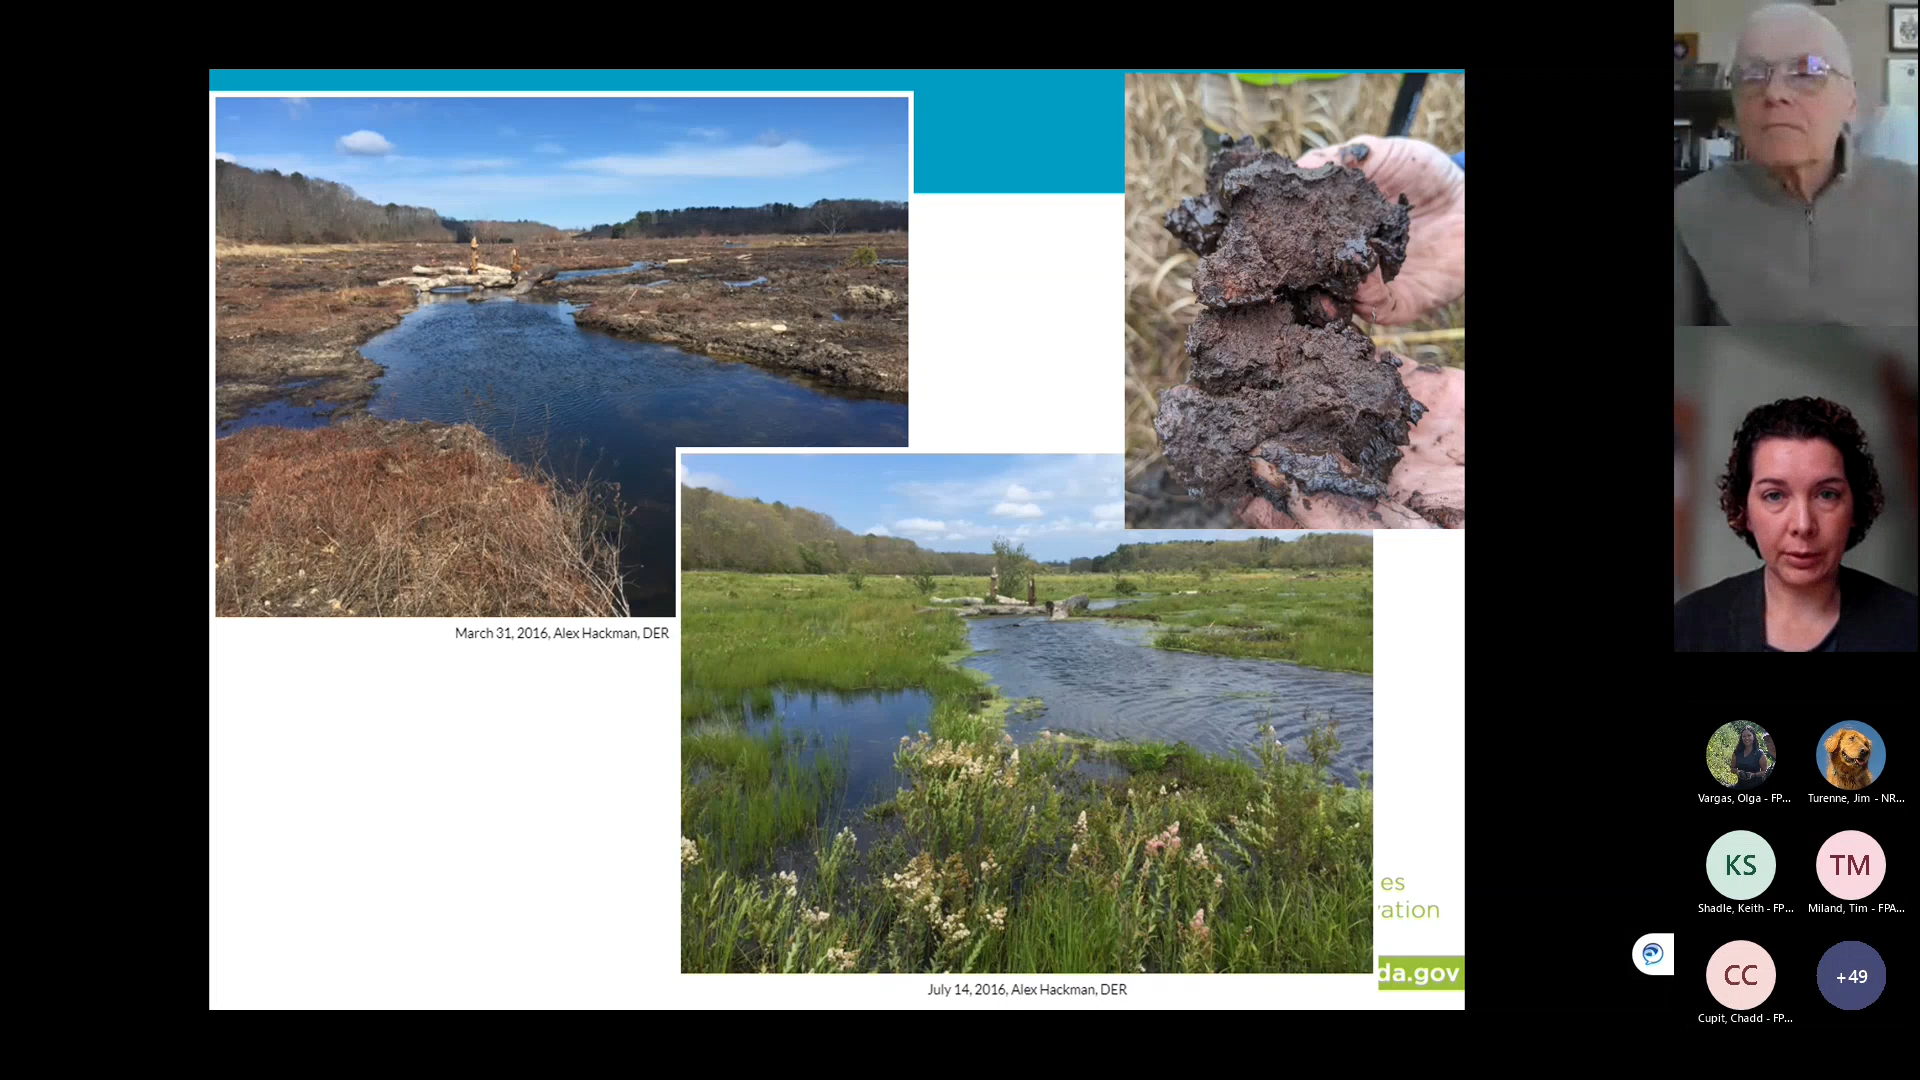 March 31, 2016, Alex Hackman, DER
es
ation
da.gov
July 14, 2016, Alex Hackman, DER
Vargas, Olga - FP...
Turenne, Jim - NR...
KS
TM
Shadle, Keith - FP...
Miland, Tim - FPA...
CC
+49
Cupit, Chadd - FP...